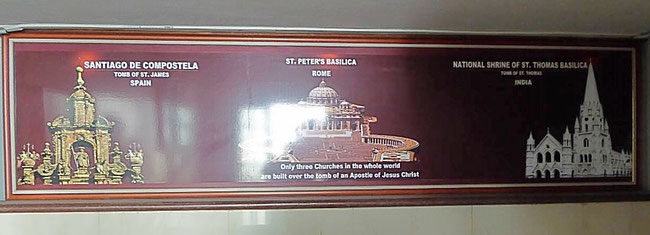 SANTIAGO DE COMPOSTELA
TOMB OF ST. JAMES
SPAIN
ST. PETER'S BASILICA
ROME
Only three Churches in the whole world
are built over the tomb of an Apostle of Jesus Christ
NATIONAL SHRINE OF ST. THOMAS BASILICA
TOMB OF ST. THOMAS
INDIA